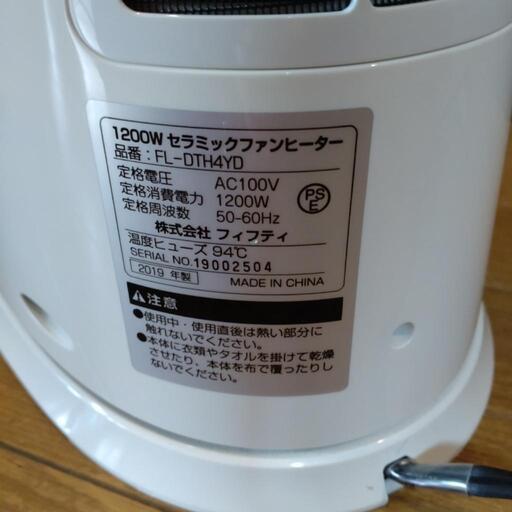 1200W セラミックファンヒーター
品番：FL-DTH4YD
定格電圧 AC100V
定格消費電力 1200W
定格周波数 50-60Hz
PSE
株式会社 フィフティ
温度ヒューズ 94℃
SERIAL NO.19002504
2019 年製 MADE IN CHINA
⚠注意
●使用中・使用直後は熱い部分に
触れないでください。
●本体に衣類やタオルを掛けて乾燥
させたり、本体を布で覆ったりし
ないでください。